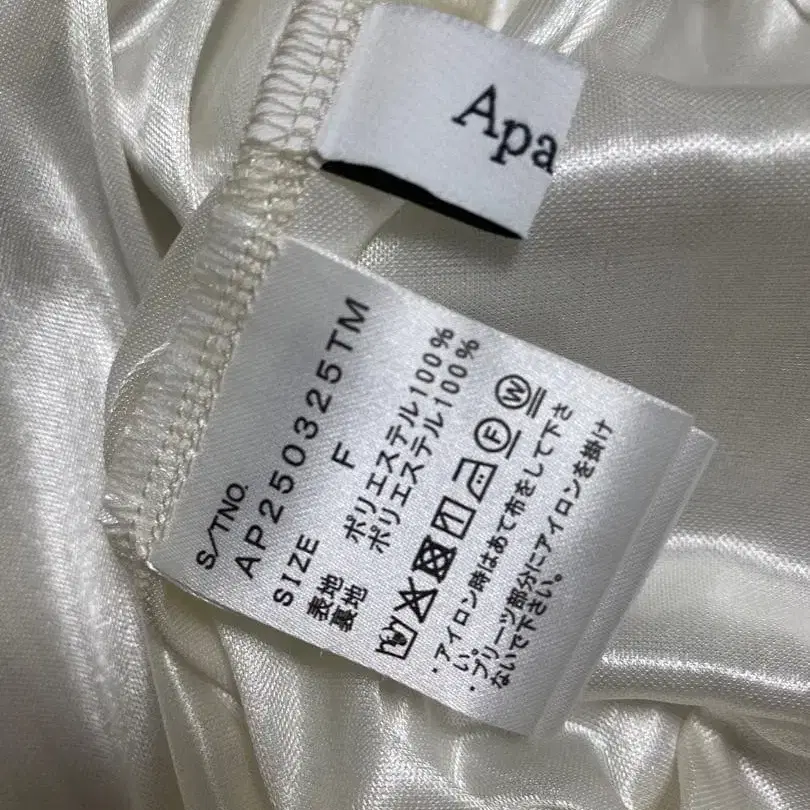 Apa
S/TNO.
AP250325TM
SIZE F
表地 ポリエステル100%
裏地 ポリエステル100%
F W
・アイロン時はあて布をして下さ
い。
・プリーツ部分にアイロンを掛け
ないで下さい。